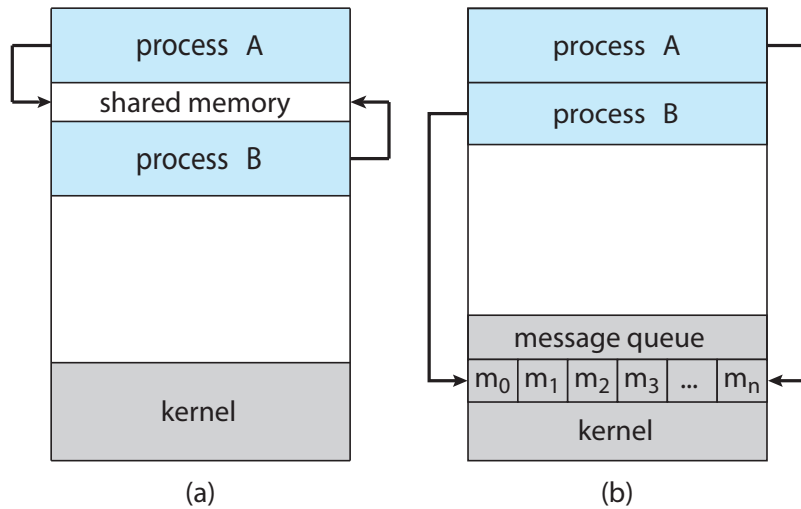 process A
shared memory
process B
kernel
(a)
process A
process B
message queue
m0 m1 m2 m3 ... mn
kernel
(b)